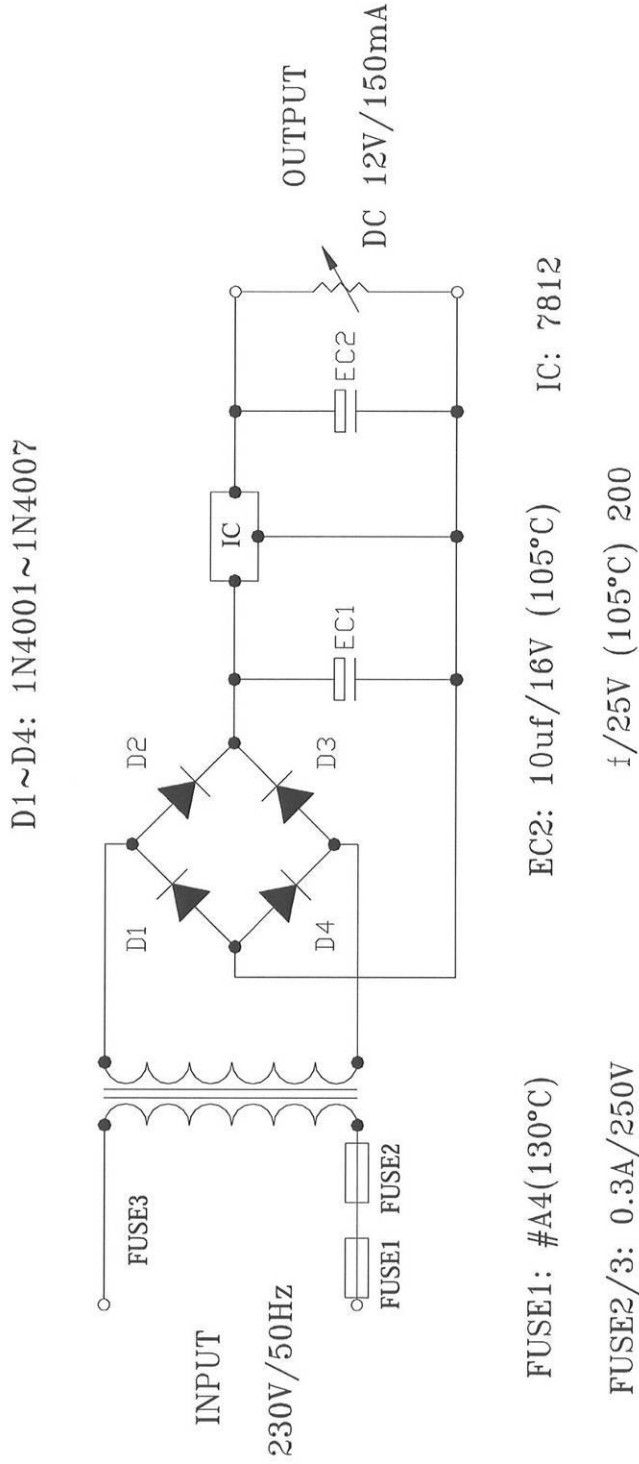 D1~D4: 1N4001~1N4007
INPUT
230V/50Hz
FUSE3
FUSE1
FUSE2
D1
D2
D4
D3
EC1
IC
EC2
OUTPUT
DC 12V/150mA
FUSE1: #A4(130°C)
EC2: 10uf/16V (105°C)
IC: 7812
FUSE2/3: 0.3A/250V
f/25V (105°C) 200